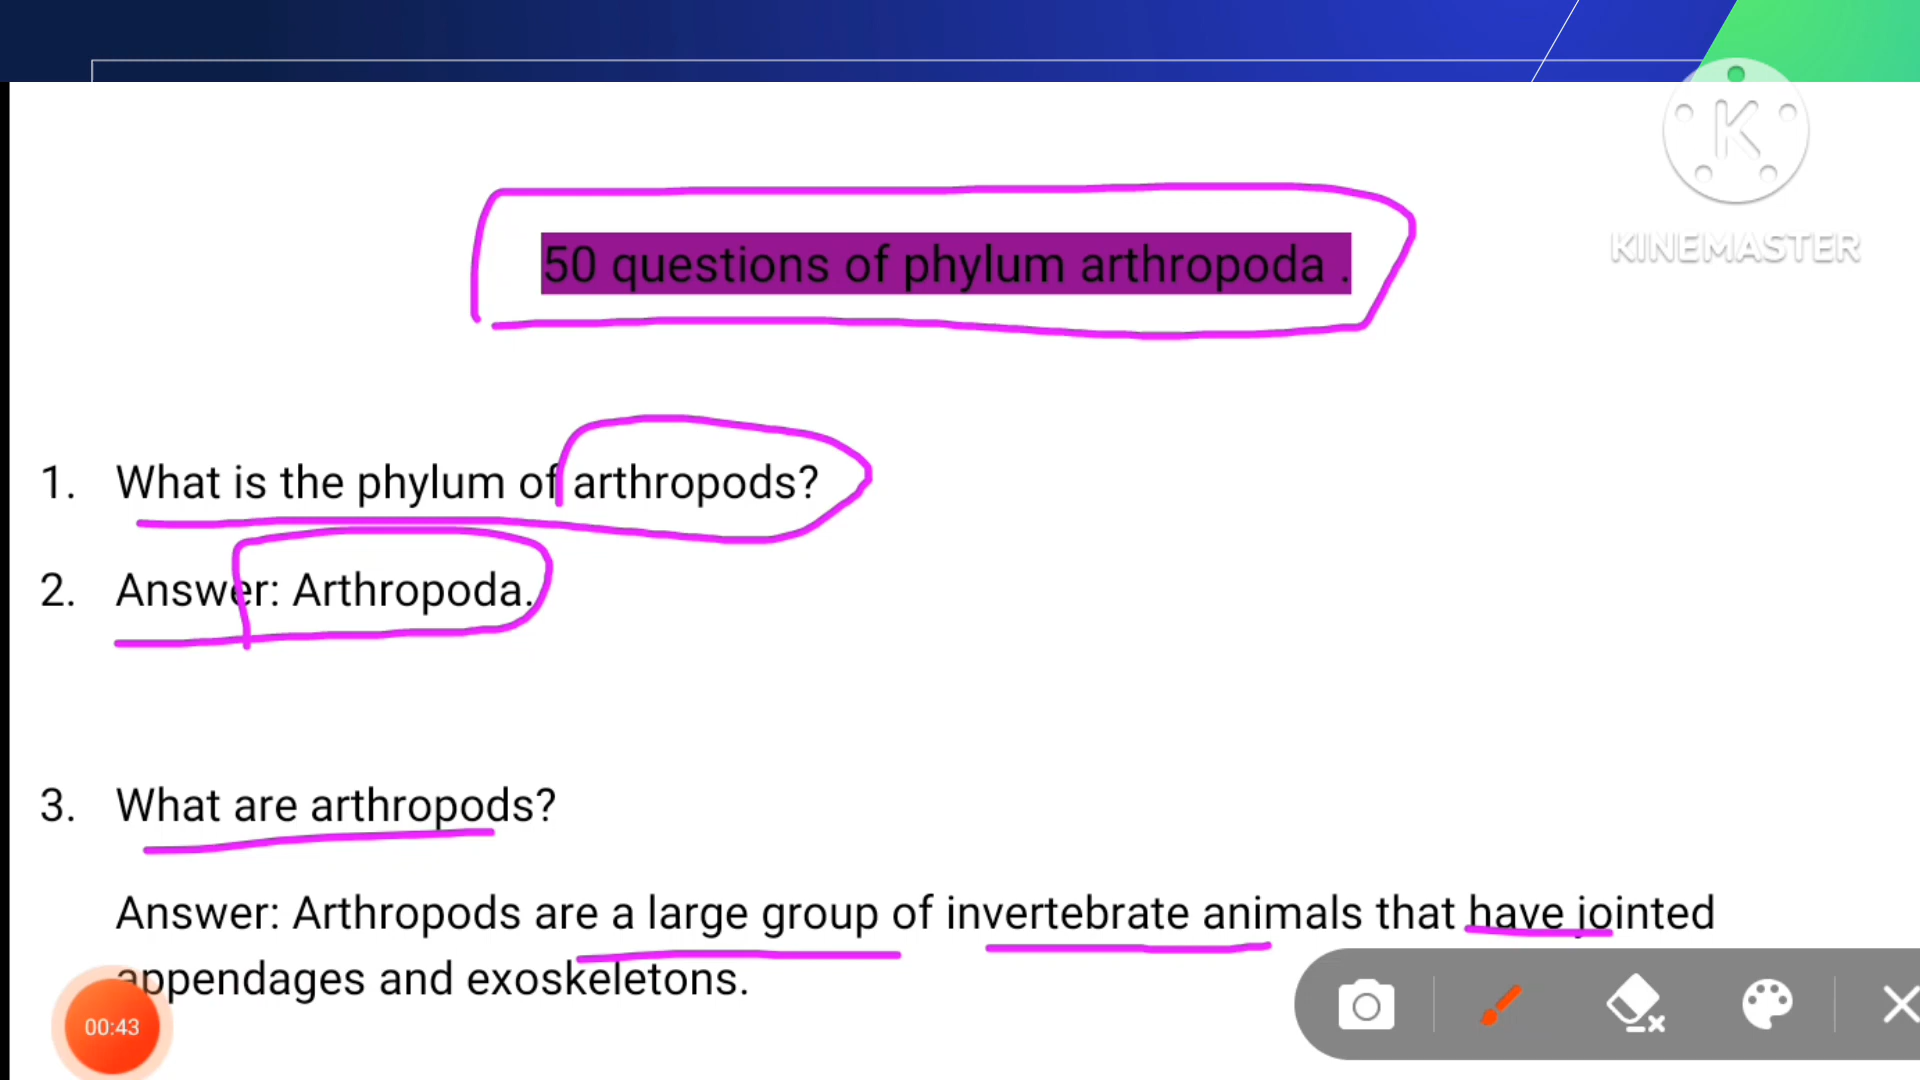 KINEMASTER
50 questions of phylum arthropoda .
1. What is the phylum of arthropods?
2. Answer: Arthropoda.
3. What are arthropods?
Answer: Arthropods are a large group of invertebrate animals that have jointed
appendages and exoskeletons.
00:43